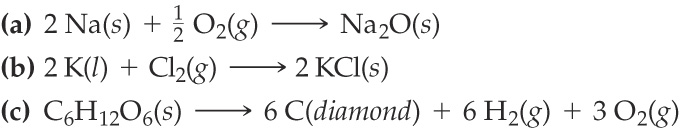 (a) 2 Na(s) + 1/2 O₂(g) ⟶ Na₂O(s)
(b) 2 K(l) + Cl₂(g) ⟶ 2 KCl(s)
(c) C₆H₁₂O₆(s) ⟶ 6 C(diamond) + 6 H₂(g) + 3 O₂(g)